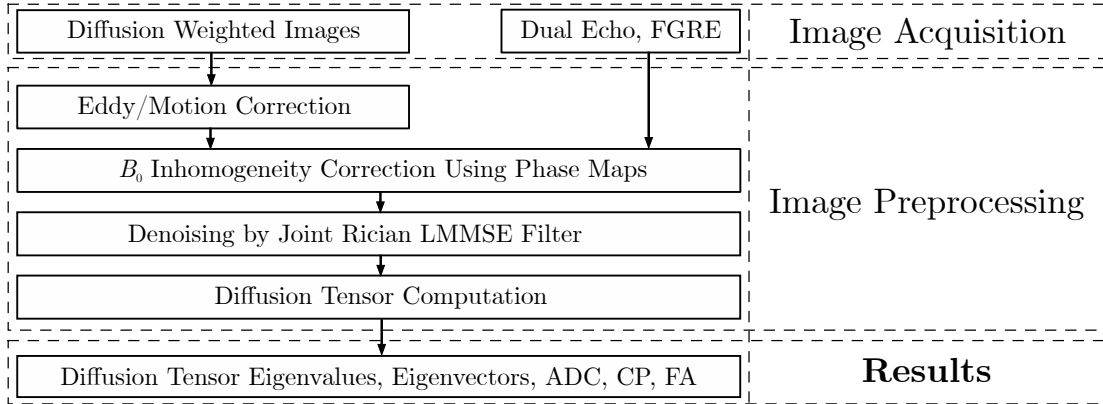 Diffusion Weighted Images
Dual Echo, FGRE
Image Acquisition
Eddy/Motion Correction
B₀ Inhomogeneity Correction Using Phase Maps
Image Preprocessing
Denoising by Joint Rician LMMSE Filter
Diffusion Tensor Computation
Diffusion Tensor Eigenvalues, Eigenvectors, ADC, CP, FA
Results